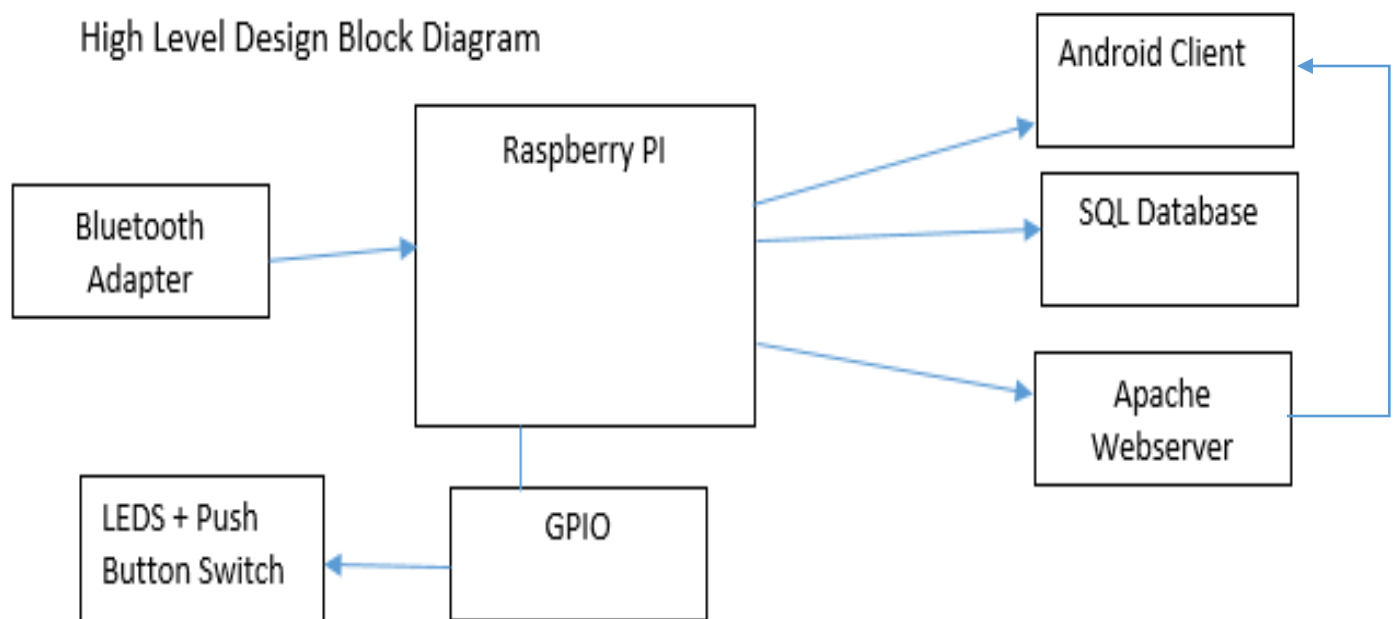 High Level Design Block Diagram
Android Client
Raspberry PI
SQL Database
Bluetooth
Adapter
Apache
Webserver
LEDS + Push
Button Switch
GPIO